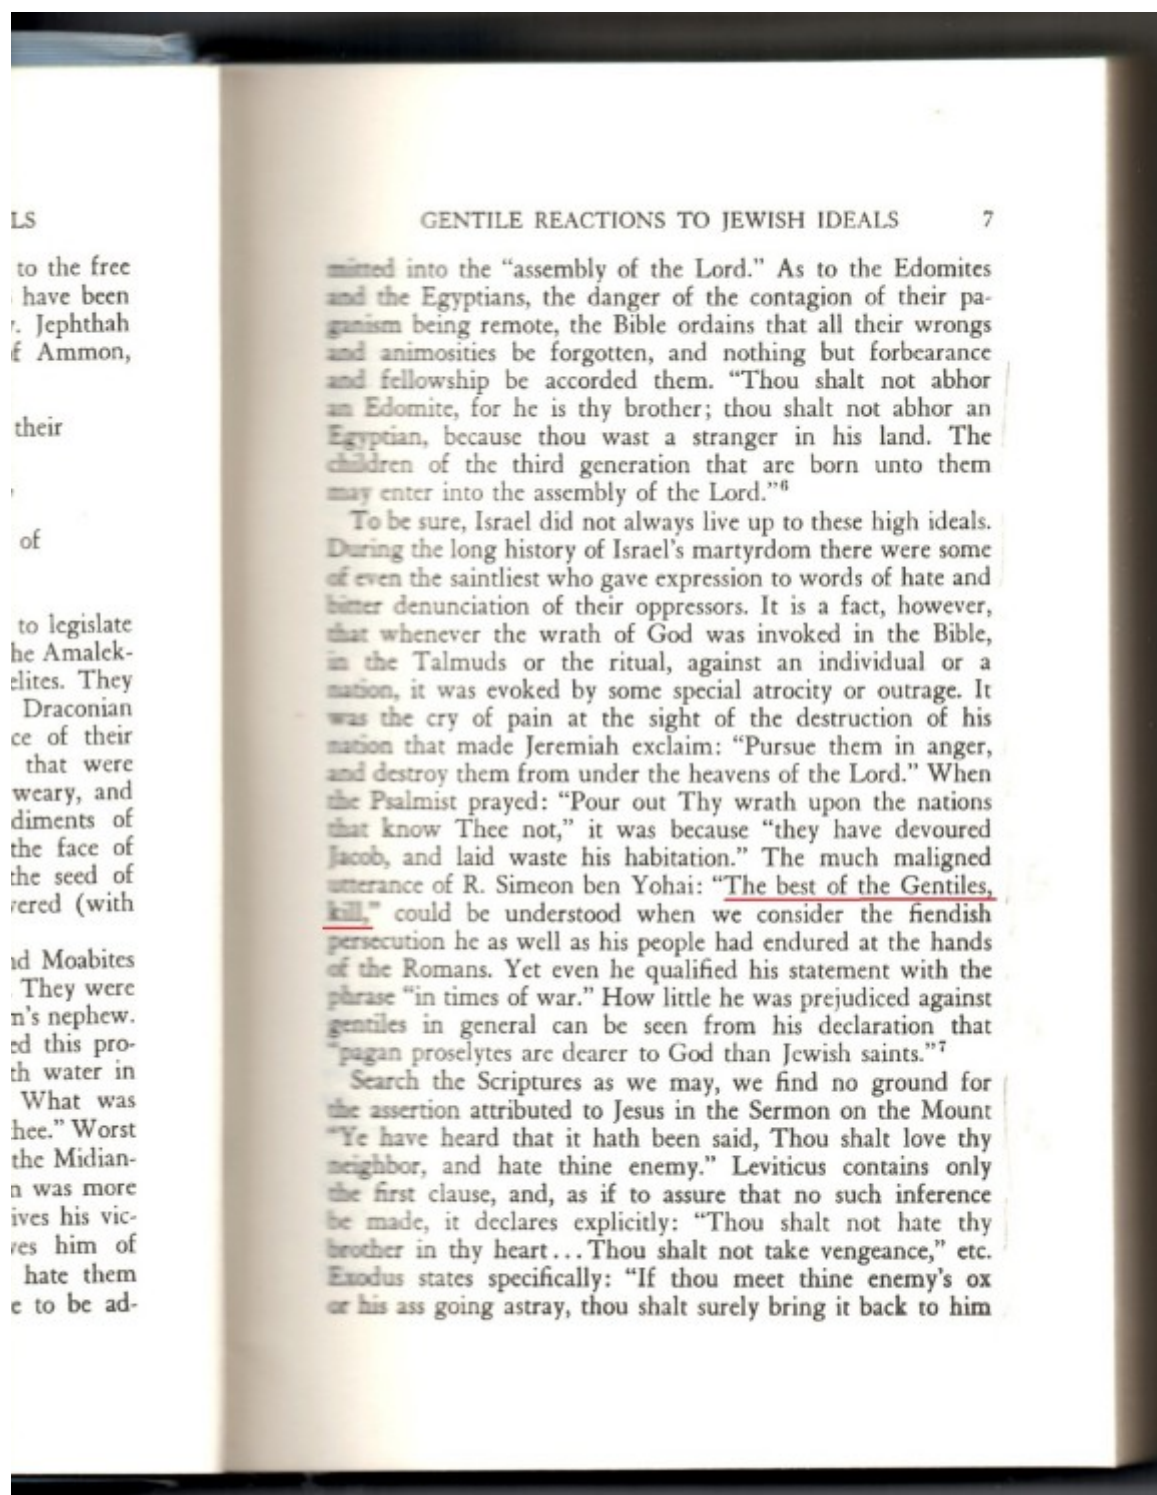 LS
to the free
have been
Jephthah
f Ammon,
their
of
to legislate
he Amalek-
elites. They
Draconian
ce of their
that were
weary, and
diments of
the face of
the seed of
vered (with
nd Moabites
They were
n's nephew.
ed this pro-
th water in
What was
hee." Worst
the Midian-
n was more
ives his vic-
ves him of
hate them
e to be ad-
GENTILE REACTIONS TO JEWISH IDEALS 7
mitted into the "assembly of the Lord." As to the Edomites
and the Egyptians, the danger of the contagion of their pa-
ganism being remote, the Bible ordains that all their wrongs
and animosities be forgotten, and nothing but forbearance
and fellowship be accorded them. "Thou shalt not abhor
an Edomite, for he is thy brother; thou shalt not abhor an
Egyptian, because thou wast a stranger in his land. The
children of the third generation that are born unto them
may enter into the assembly of the Lord."⁶
To be sure, Israel did not always live up to these high ideals.
During the long history of Israel's martyrdom there were some
of even the saintliest who gave expression to words of hate and
bitter denunciation of their oppressors. It is a fact, however,
that whenever the wrath of God was invoked in the Bible,
in the Talmuds or the ritual, against an individual or a
nation, it was evoked by some special atrocity or outrage. It
was the cry of pain at the sight of the destruction of his
nation that made Jeremiah exclaim: "Pursue them in anger,
and destroy them from under the heavens of the Lord." When
the Psalmist prayed: "Pour out Thy wrath upon the nations
that know Thee not," it was because "they have devoured
Jacob, and laid waste his habitation." The much maligned
utterance of R. Simeon ben Yohai: "The best of the Gentiles,
kill," could be understood when we consider the fiendish
persecution he as well as his people had endured at the hands
of the Romans. Yet even he qualified his statement with the
phrase "in times of war." How little he was prejudiced against
gentiles in general can be seen from his declaration that
"pagan proselytes are dearer to God than Jewish saints."⁷
Search the Scriptures as we may, we find no ground for
the assertion attributed to Jesus in the Sermon on the Mount
"Ye have heard that it hath been said, Thou shalt love thy
neighbor, and hate thine enemy." Leviticus contains only
the first clause, and, as if to assure that no such inference
be made, it declares explicitly: "Thou shalt not hate thy
brother in thy heart... Thou shalt not take vengeance," etc.
Exodus states specifically: "If thou meet thine enemy's ox
or his ass going astray, thou shalt surely bring it back to him